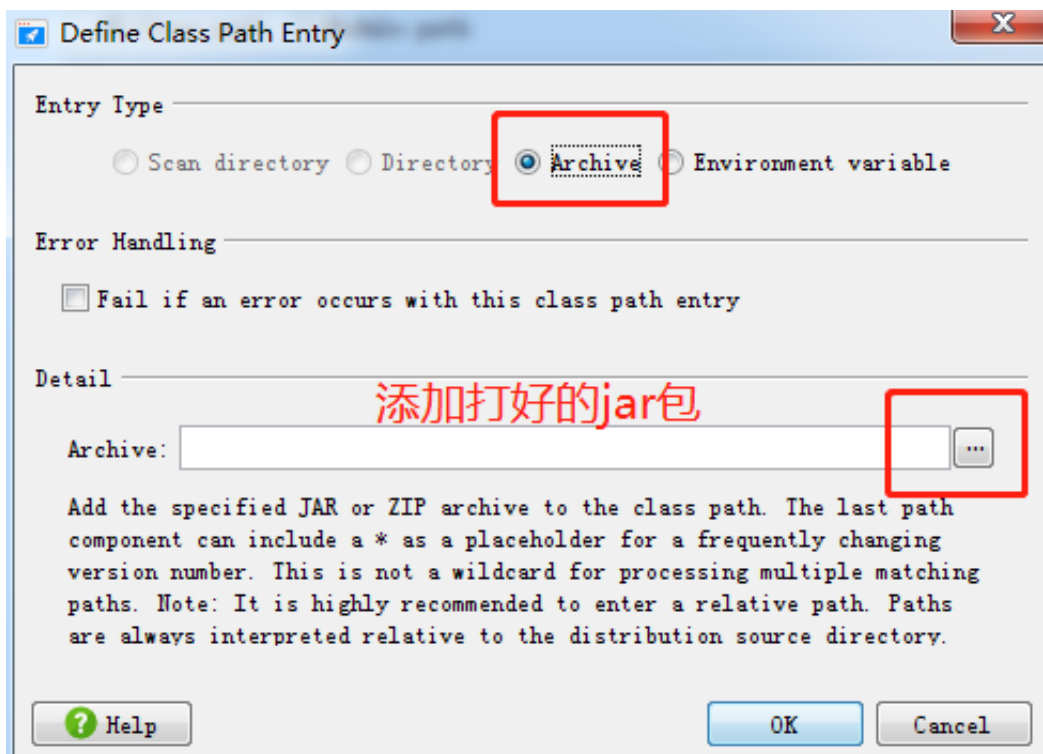 Define Class Path Entry
Entry Type
Scan directory Directory Archive Environment variable
Error Handling
Fail if an error occurs with this class path entry
Detail
添加打好的jar包
Archive: ...
Add the specified JAR or ZIP archive to the class path. The last path
component can include a * as a placeholder for a frequently changing
version number. This is not a wildcard for processing multiple matching
paths. Note: It is highly recommended to enter a relative path. Paths
are always interpreted relative to the distribution source directory.
Help OK Cancel